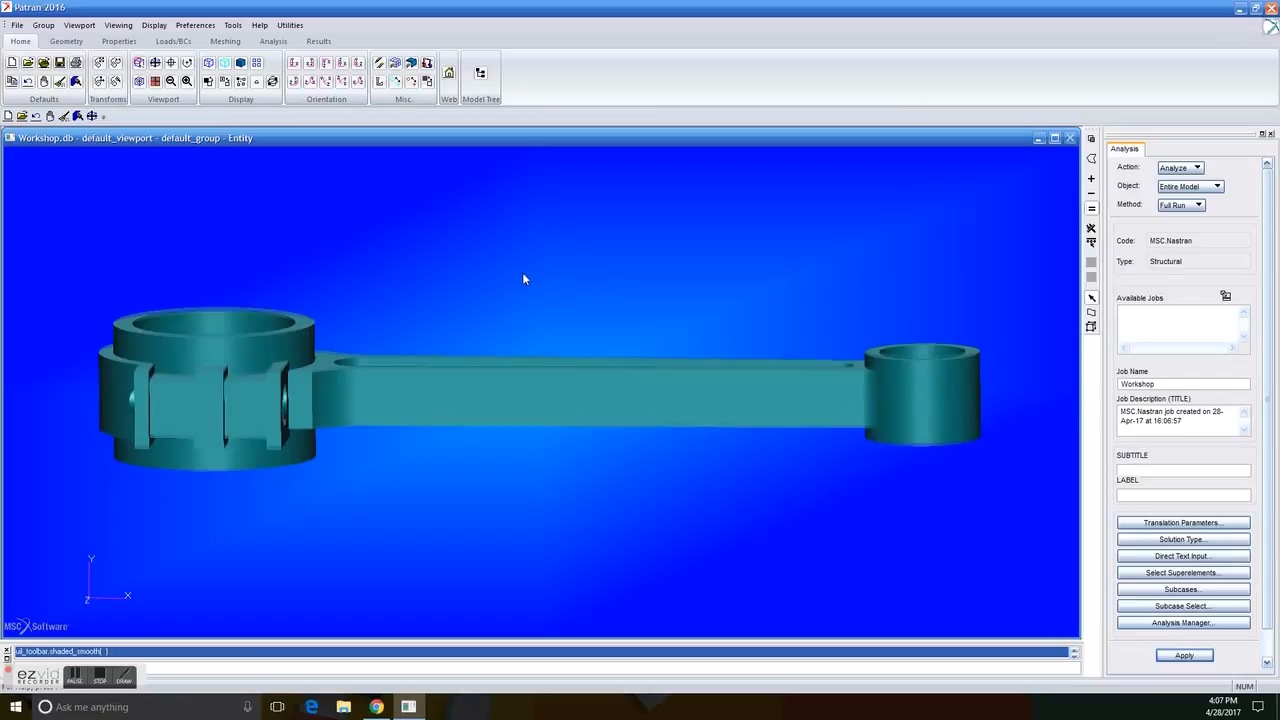 Patran 2016
File Group Viewport Viewing Display Preferences Tools Help Utilities
Home Geometry Properties Loads/BCs Meshing Analysis Results
Defaults Transforms Viewport Display Orientation Misc. Web Model Tree
Workshop.db - default_viewport - default_group - Entity
Analysis
Action: Analyze
Object: Entire Model
Method: Full Run
Code: MSC.Nastran
Type: Structural
Available Jobs
Job Name
Workshop
Job Description (TITLE)
MSC.Nastran job created on 28-
Apr-17 at 16:06:57
SUBTITLE
LABEL
Translation Parameters...
Solution Type...
Direct Text Input...
Select Superelements...
Subcases...
Subcase Select...
Analysis Manager...
Apply
Y
Z X
MSC Software
uil_toolbar.shaded_smooth( )
ezvid
RECORDER
PAUSE STOP DRAW
NUM
Ask me anything
4:07 PM
4/28/2017